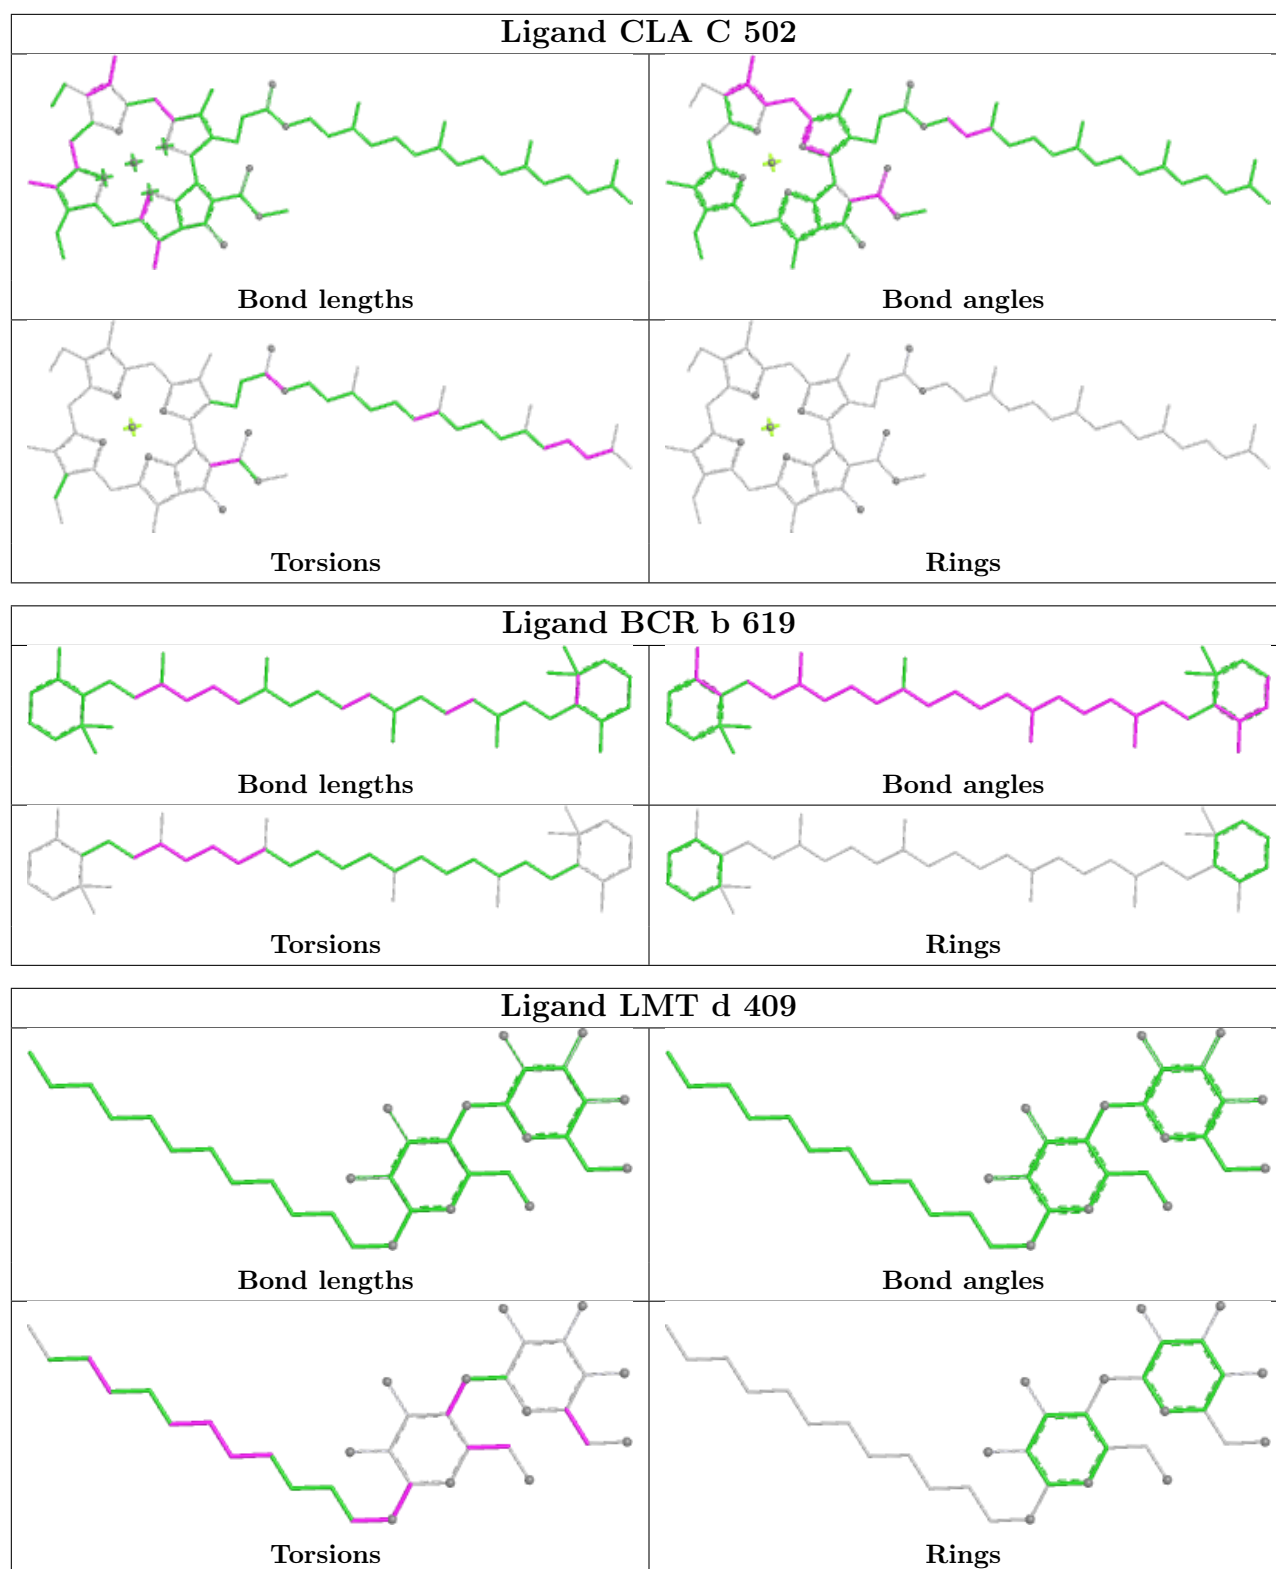 Ligand CLA C 502
Bond lengths
Bond angles
Torsions
Rings
Ligand BCR b 619
Bond lengths
Bond angles
Torsions
Rings
Ligand LMT d 409
Bond lengths
Bond angles
Torsions
Rings